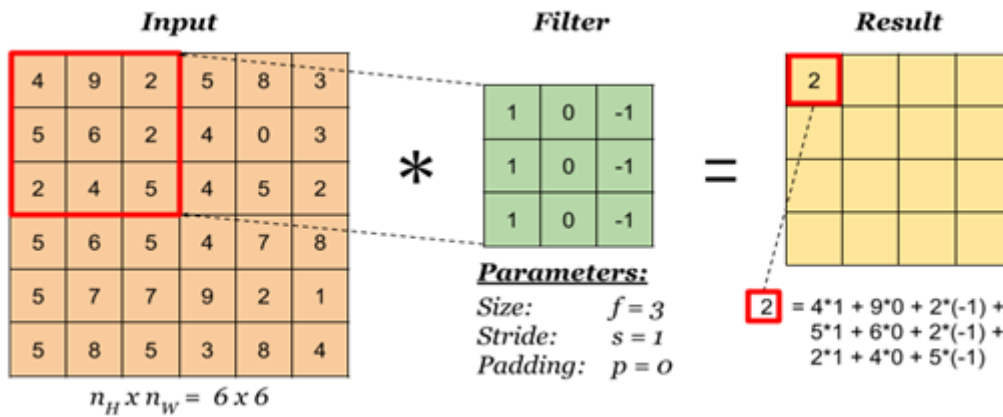 Input
Filter
Result
4 9 2 5 8 3
5 6 2 4 0 3
2 4 5 4 5 2
5 6 5 4 7 8
5 7 7 9 2 1
5 8 5 3 8 4
n_H x n_W = 6 x 6
*
1 0 -1
1 0 -1
1 0 -1
Parameters:
Size: f = 3
Stride: s = 1
Padding: p = 0
=
2
2 = 4*1 + 9*0 + 2*(-1) +
5*1 + 6*0 + 2*(-1) +
2*1 + 4*0 + 5*(-1)